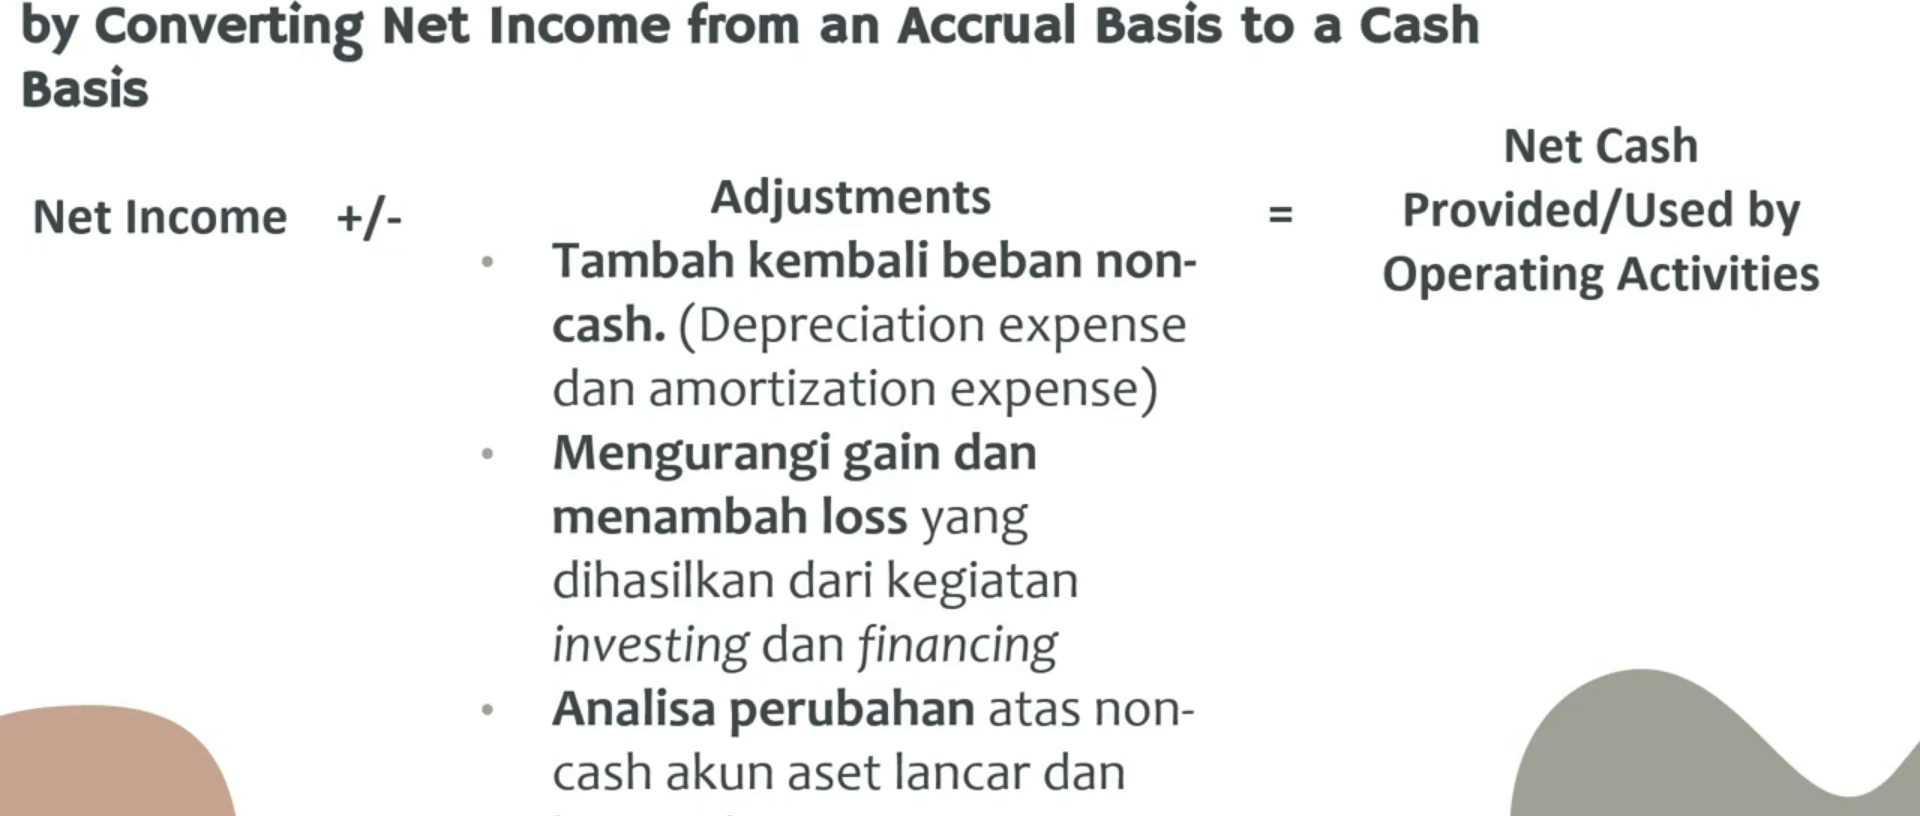 by Converting Net Income from an Accrual Basis to a Cash
Basis
Net Income +/-
Adjustments
• Tambah kembali beban non-
cash. (Depreciation expense
dan amortization expense)
• Mengurangi gain dan
menambah loss yang
dihasilkan dari kegiatan
investing dan financing
• Analisa perubahan atas non-
cash akun aset lancar dan
=
Net Cash
Provided/Used by
Operating Activities